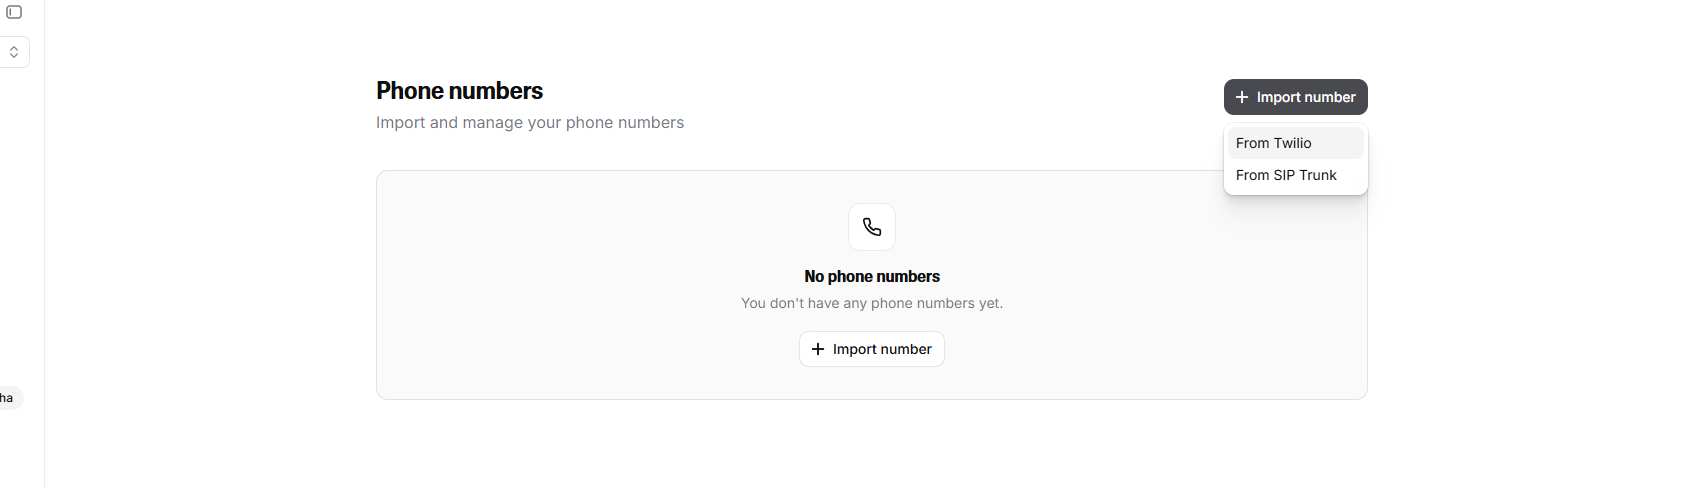 Phone numbers
Import and manage your phone numbers
Import number
From Twilio
From SIP Trunk
No phone numbers
You don't have any phone numbers yet.
Import number
ha